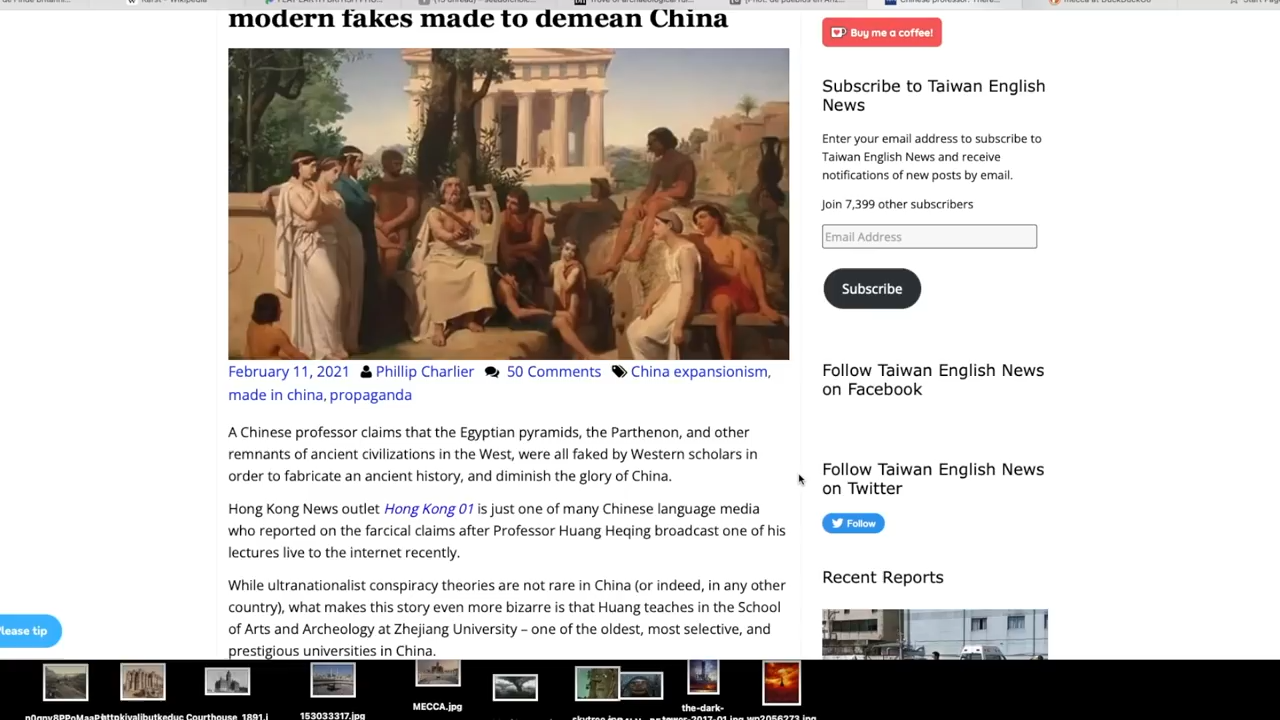 modern fakes made to demean China
February 11, 2021 Phillip Charlier 50 Comments China expansionism,
made in china, propaganda
A Chinese professor claims that the Egyptian pyramids, the Parthenon, and other
remnants of ancient civilizations in the West, were all faked by Western scholars in
order to fabricate an ancient history, and diminish the glory of China.
Hong Kong News outlet Hong Kong 01 is just one of many Chinese language media
who reported on the farcical claims after Professor Huang Heqing broadcast one of his
lectures live to the internet recently.
While ultranationalist conspiracy theories are not rare in China (or indeed, in any other
country), what makes this story even more bizarre is that Huang teaches in the School
of Arts and Archeology at Zhejiang University – one of the oldest, most selective, and
prestigious universities in China.
Buy me a coffee!
Subscribe to Taiwan English
News
Enter your email address to subscribe to
Taiwan English News and receive
notifications of new posts by email.
Join 7,399 other subscribers
Email Address
Subscribe
Follow Taiwan English News
on Facebook
Follow Taiwan English News
on Twitter
Follow
Recent Reports
Please tip
Courthouse_1891.j
153033317.jpg
MECCA.jpg
the-dark-
tower-2017-01.jpg
wp2056273.jpg